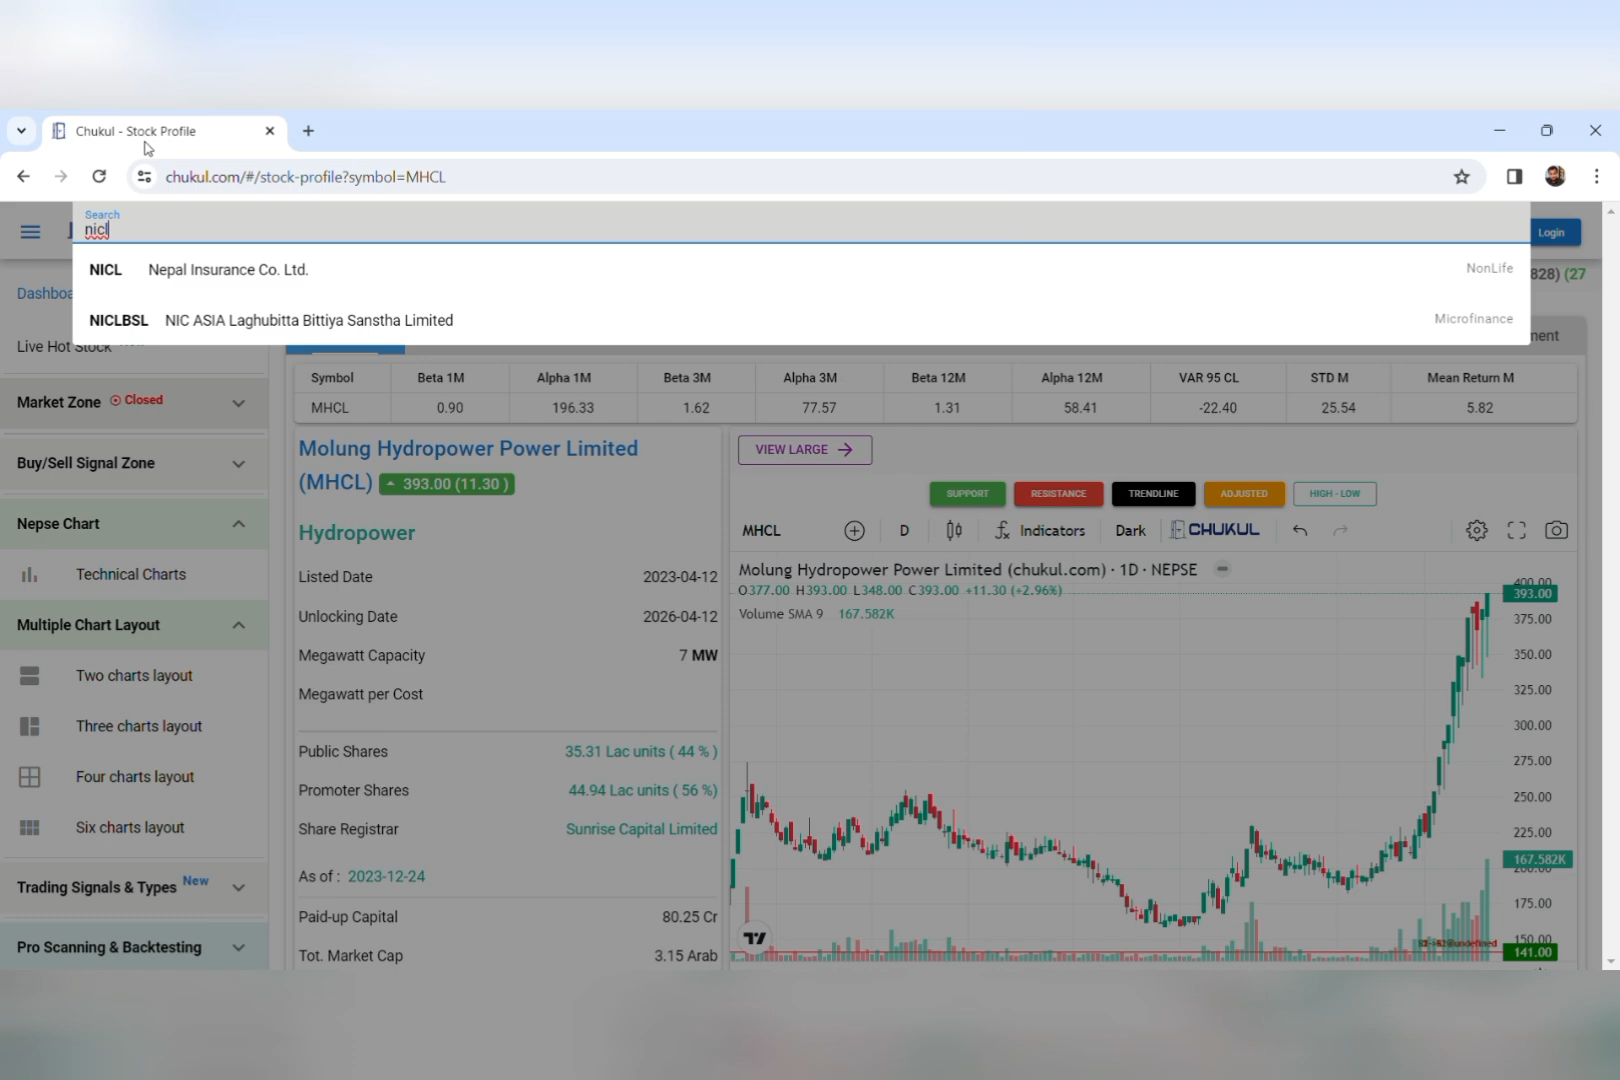 Chukul - Stock Profile
chukul.com/#/stock-profile?symbol=MHCL
Search
nicl
Login
NICL Nepal Insurance Co. Ltd. NonLife
828) (27
NICLBSL NIC ASIA Laghubitta Bittiya Sanstha Limited Microfinance
Live Hot Stock
Market Zone Closed
Buy/Sell Signal Zone
Nepse Chart
Technical Charts
Multiple Chart Layout
Two charts layout
Three charts layout
Four charts layout
Six charts layout
Trading Signals & Types New
Pro Scanning & Backtesting
Symbol Beta 1M Alpha 1M Beta 3M Alpha 3M Beta 12M Alpha 12M VAR 95 CL STD M Mean Return M
MHCL 0.90 196.33 1.62 77.57 1.31 58.41 -22.40 25.54 5.82
Molung Hydropower Power Limited
(MHCL) 393.00 (11.30 )
Hydropower
Listed Date 2023-04-12
Unlocking Date 2026-04-12
Megawatt Capacity 7 MW
Megawatt per Cost
Public Shares 35.31 Lac units ( 44 % )
Promoter Shares 44.94 Lac units ( 56 %)
Share Registrar Sunrise Capital Limited
As of : 2023-12-24
Paid-up Capital 80.25 Cr
Tot. Market Cap 3.15 Arab
VIEW LARGE
SUPPORT RESISTANCE TRENDLINE ADJUSTED HIGH - LOW
MHCL D Indicators Dark CHUKUL
Molung Hydropower Power Limited (chukul.com) · 1D · NEPSE
O377.00 H393.00 L348.00 C393.00 +11.30 (+2.96%)
Volume SMA 9 167.582K
400.00
393.00
375.00
350.00
325.00
300.00
275.00
250.00
225.00
167.582K
200.00
175.00
150.00
141.00